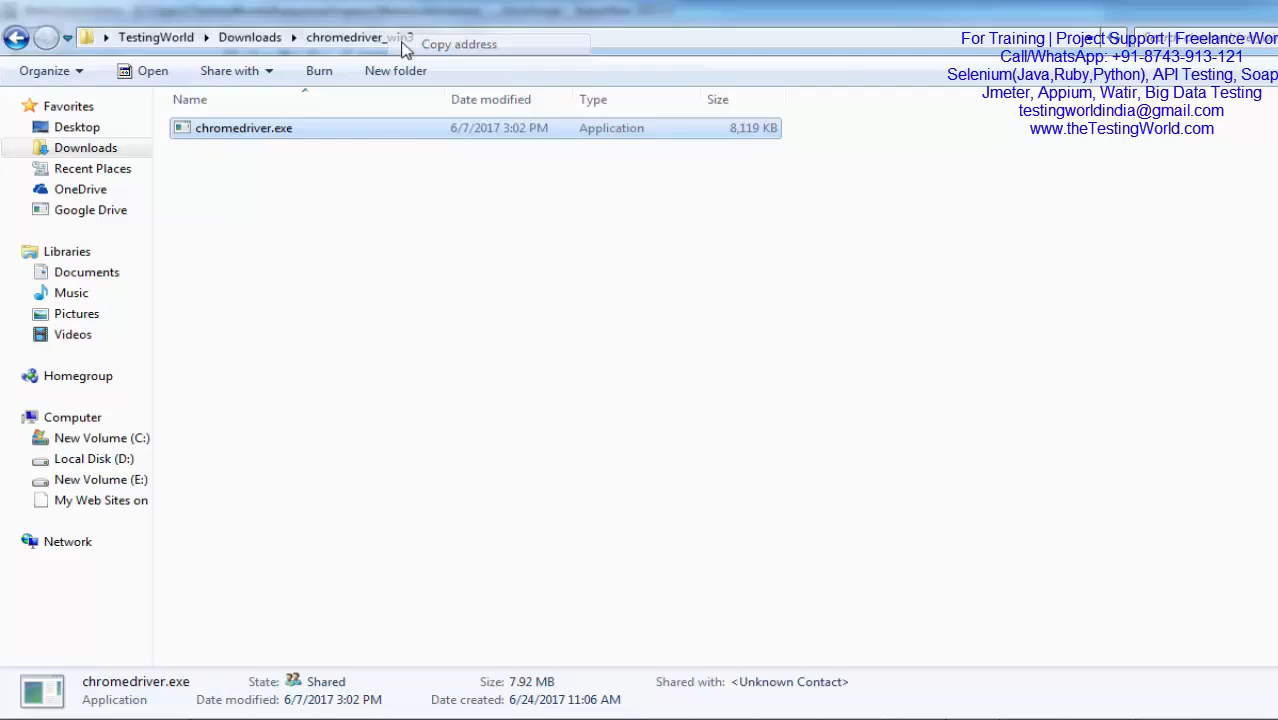 TestingWorld
Downloads
chromedriver_win3
Copy address
For Training | Project Support | Freelance Wor
Call/WhatsApp: +91-8743-913-121
Selenium(Java,Ruby,Python), API Testing, Soap
Jmeter, Appium, Watir, Big Data Testing
testingworldindia@gmail.com
www.theTestingWorld.com
Organize
Open
Share with
Burn
New folder
Name
Date modified
Type
Size
chromedriver.exe
6/7/2017 3:02 PM
Application
8,119 KB
Favorites
Desktop
Downloads
Recent Places
OneDrive
Google Drive
Libraries
Documents
Music
Pictures
Videos
Homegroup
Computer
New Volume (C:)
Local Disk (D:)
New Volume (E:)
My Web Sites on
Network
chromedriver.exe
State: Shared
Size: 7.92 MB
Shared with: <Unknown Contact>
Application
Date modified: 6/7/2017 3:02 PM
Date created: 6/24/2017 11:06 AM